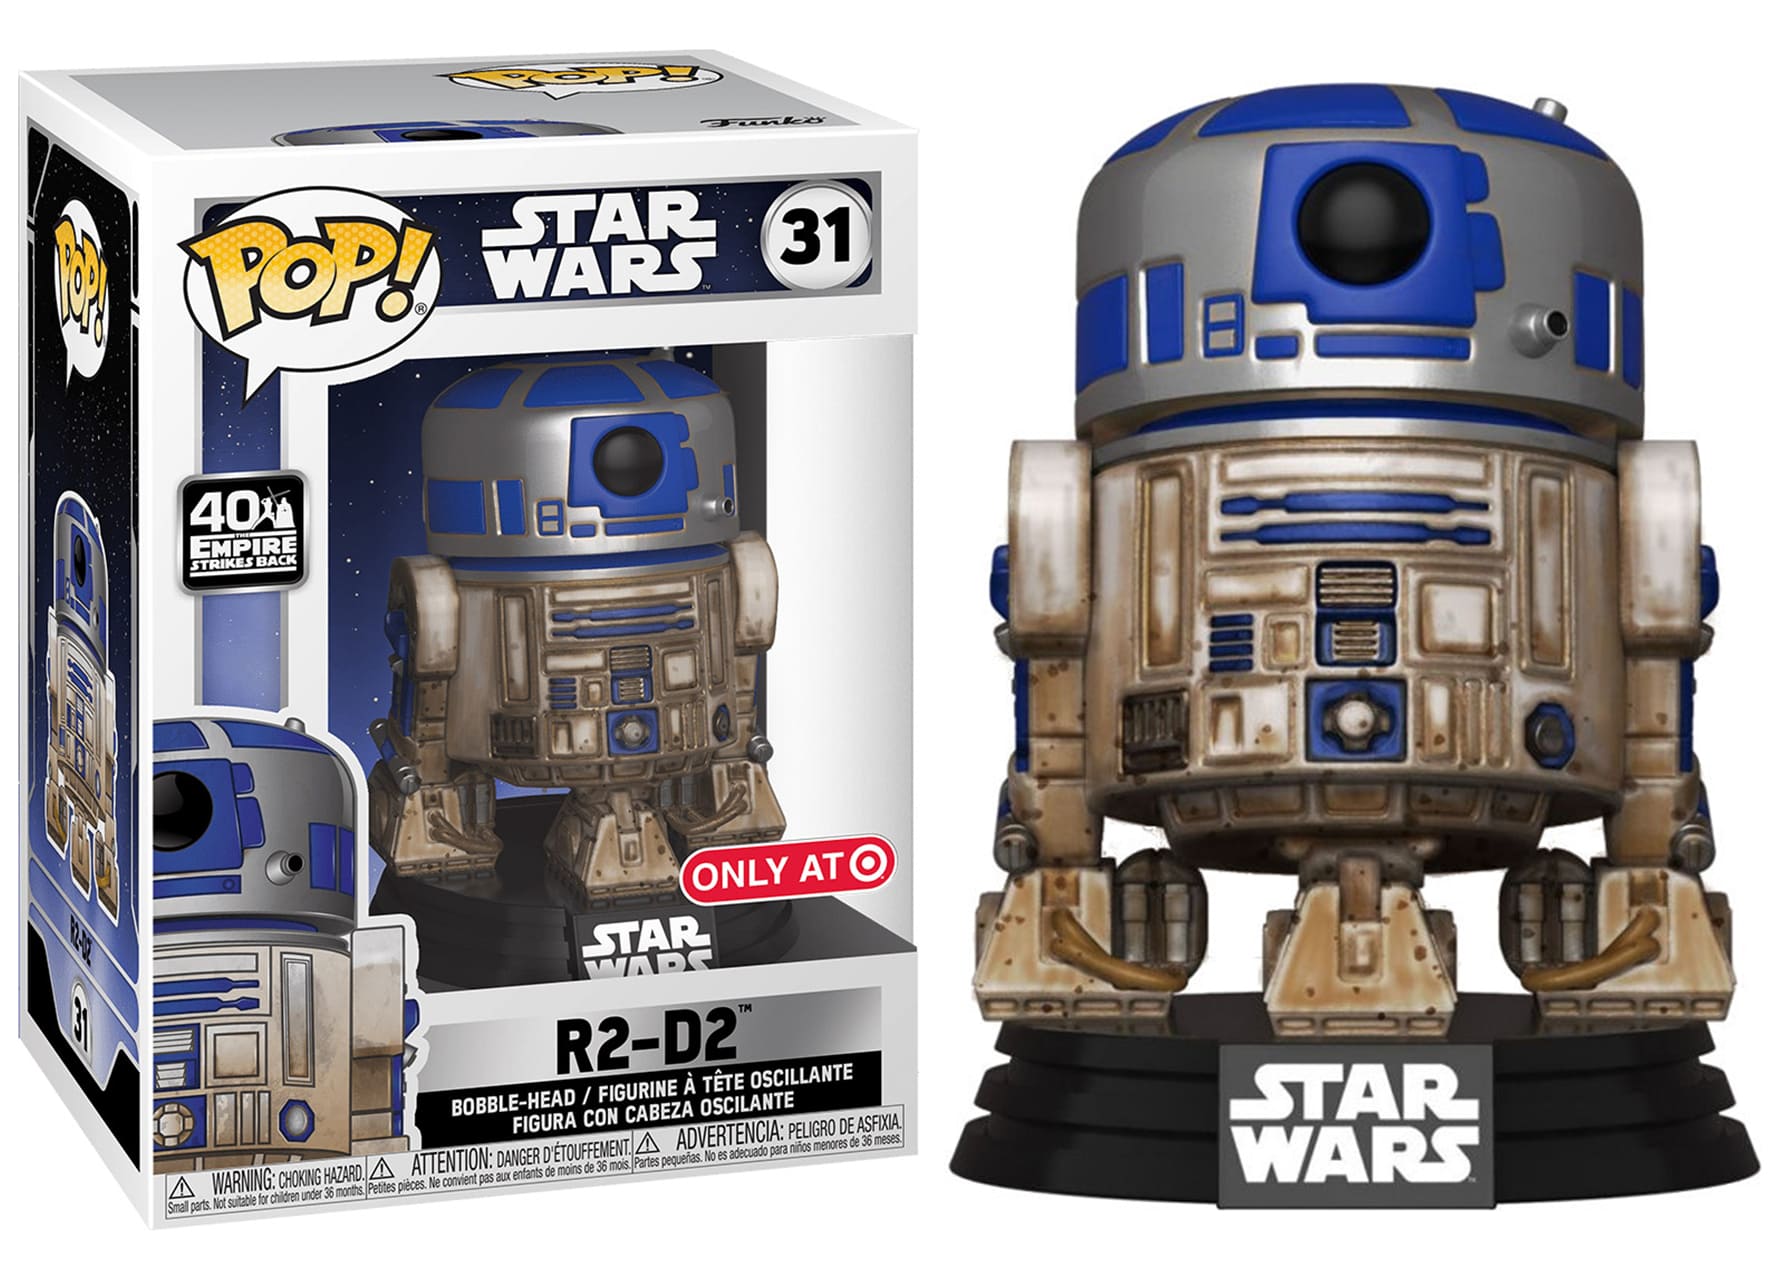 POP!
Funko
POP!
R2-D2
31
POP!®
STAR
WARS™
31
40
THE
EMPIRE
STRIKES BACK
ONLY AT
STAR
WARS
R2-D2™
BOBBLE-HEAD / FIGURINE À TÊTE OSCILLANTE
FIGURA CON CABEZA OSCILANTE
WARNING: CHOKING HAZARD.
Small parts. Not suitable for children under 36 months.
ATTENTION: DANGER D'ÉTOUFFEMENT.
Petites pièces. Ne convient pas aux enfants de moins de 36 mois.
ADVERTENCIA: PELIGRO DE ASFIXIA.
Partes pequeñas. No es adecuado para niños menores de 36 meses.
STAR
WARS™